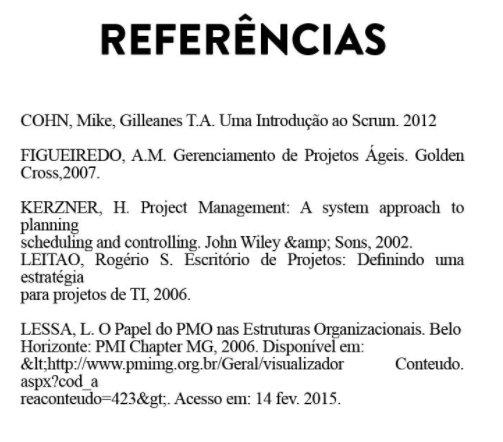 REFERÊNCIAS
COHN, Mike, Gilleanes T.A. Uma Introdução ao Scrum. 2012
FIGUEIREDO, A.M. Gerenciamento de Projetos Ágeis. Golden
Cross,2007.
KERZNER, H. Project Management: A system approach to
planning
scheduling and controlling. John Wiley &amp; Sons, 2002.
LEITAO, Rogério S. Escritório de Projetos: Definindo uma
estratégia
para projetos de TI, 2006.
LESSA, L. O Papel do PMO nas Estruturas Organizacionais. Belo
Horizonte: PMI Chapter MG, 2006. Disponível em:
&lt;http://www.pmimg.org.br/Geral/visualizador Conteudo.
aspx?cod_a
reaconteudo=423&gt;. Acesso em: 14 fev. 2015.